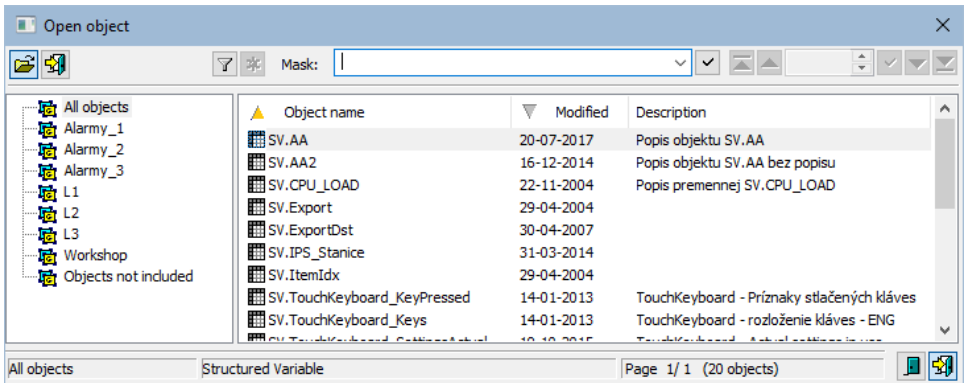 Open object
Mask:
All objects
Alarmy_1
Alarmy_2
Alarmy_3
L1
L2
L3
Workshop
Objects not included
Object name Modified Description
SV.AA 20-07-2017 Popis objektu SV.AA
SV.AA2 16-12-2014 Popis objektu SV.AA bez popisu
SV.CPU_LOAD 22-11-2004 Popis premennej SV.CPU_LOAD
SV.Export 29-04-2004
SV.ExportDst 30-04-2007
SV.IPS_Stanice 31-03-2014
SV.ItemIdx 29-04-2004
SV.TouchKeyboard_KeyPressed 14-01-2013 TouchKeyboard - Príznaky stlačených kláves
SV.TouchKeyboard_Keys 14-01-2013 TouchKeyboard - rozloženie kláves - ENG
All objects Structured Variable Page 1/ 1 (20 objects)